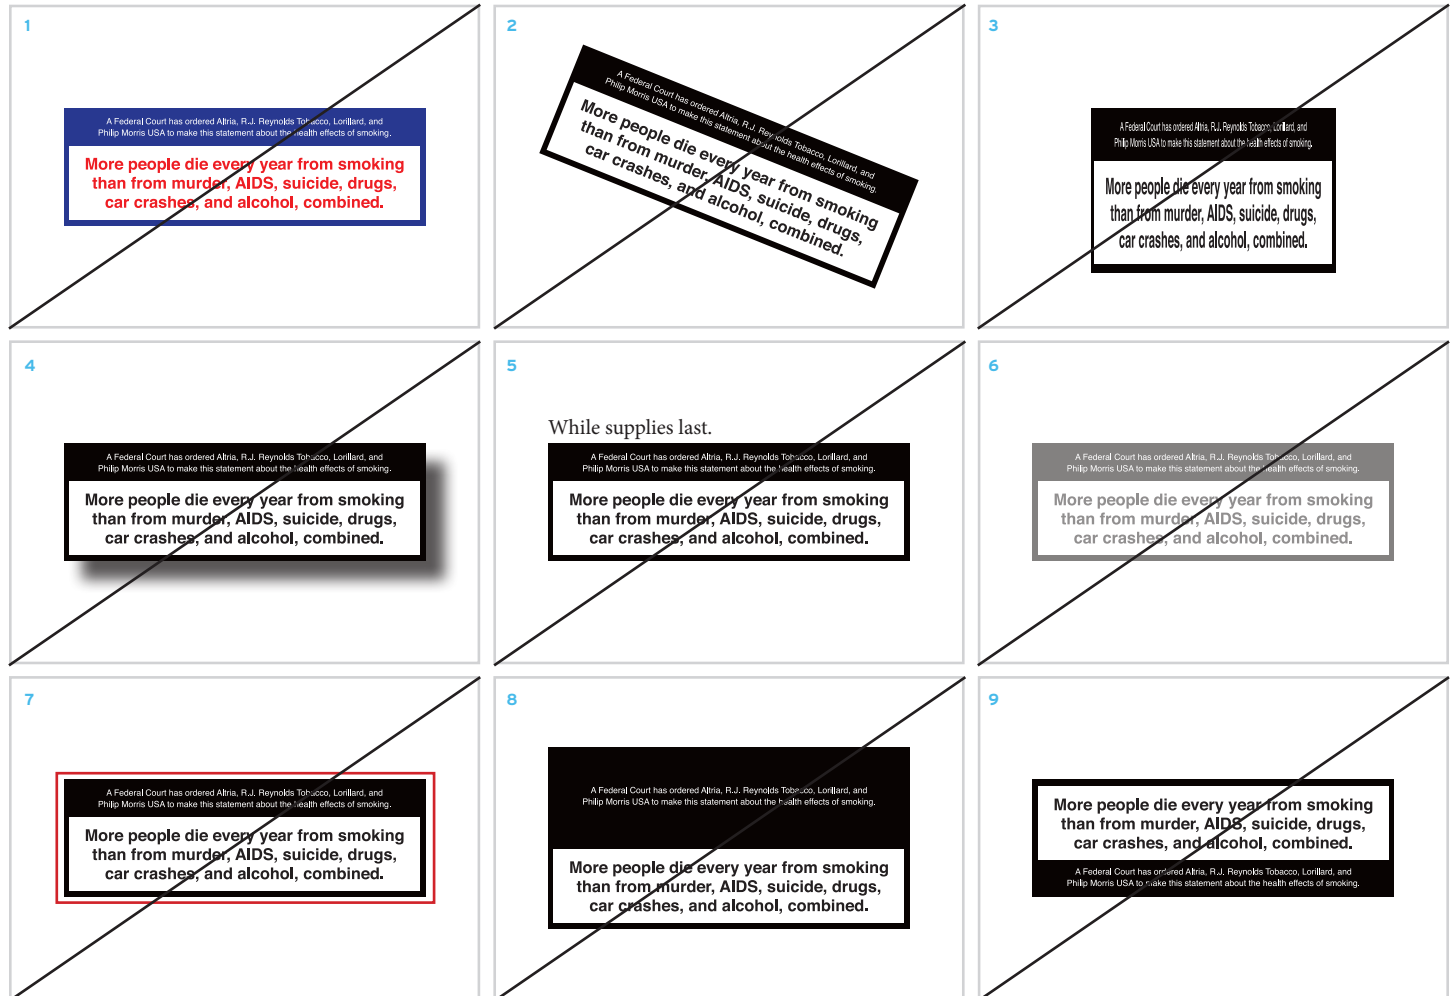 1
A Federal Court has ordered Altria, R.J. Reynolds Tobacco, Lorillard, and
Philip Morris USA to make this statement about the health effects of smoking.
More people die every year from smoking
than from murder, AIDS, suicide, drugs,
car crashes, and alcohol, combined.
2
A Federal Court has ordered Altria, R.J. Reynolds Tobacco, Lorillard, and
Philip Morris USA to make this statement about the health effects of smoking.
More people die every year from smoking
than from murder, AIDS, suicide, drugs,
car crashes, and alcohol, combined.
3
A Federal Court has ordered Altria, R.J. Reynolds Tobacco, Lorillard, and
Philip Morris USA to make this statement about the health effects of smoking.
More people die every year from smoking
than from murder, AIDS, suicide, drugs,
car crashes, and alcohol, combined.
4
A Federal Court has ordered Altria, R.J. Reynolds Tobacco, Lorillard, and
Philip Morris USA to make this statement about the health effects of smoking.
More people die every year from smoking
than from murder, AIDS, suicide, drugs,
car crashes, and alcohol, combined.
5
While supplies last.
A Federal Court has ordered Altria, R.J. Reynolds Tobacco, Lorillard, and
Philip Morris USA to make this statement about the health effects of smoking.
More people die every year from smoking
than from murder, AIDS, suicide, drugs,
car crashes, and alcohol, combined.
6
A Federal Court has ordered Altria, R.J. Reynolds Tobacco, Lorillard, and
Philip Morris USA to make this statement about the health effects of smoking.
More people die every year from smoking
than from murder, AIDS, suicide, drugs,
car crashes, and alcohol, combined.
7
A Federal Court has ordered Altria, R.J. Reynolds Tobacco, Lorillard, and
Philip Morris USA to make this statement about the health effects of smoking.
More people die every year from smoking
than from murder, AIDS, suicide, drugs,
car crashes, and alcohol, combined.
8
A Federal Court has ordered Altria, R.J. Reynolds Tobacco, Lorillard, and
Philip Morris USA to make this statement about the health effects of smoking.
More people die every year from smoking
than from murder, AIDS, suicide, drugs,
car crashes, and alcohol, combined.
9
More people die every year from smoking
than from murder, AIDS, suicide, drugs,
car crashes, and alcohol, combined.
A Federal Court has ordered Altria, R.J. Reynolds Tobacco, Lorillard, and
Philip Morris USA to make this statement about the health effects of smoking.